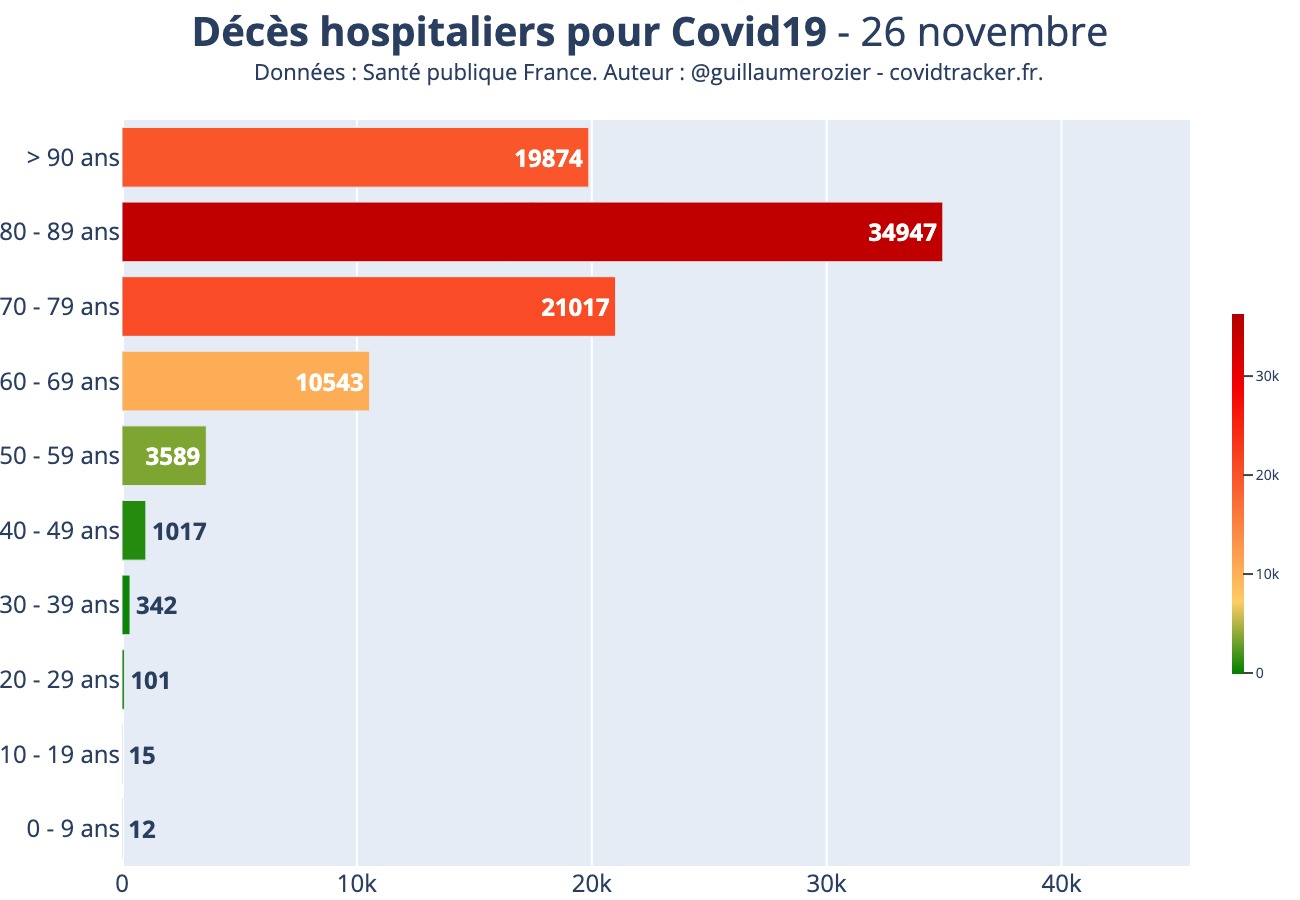 Décès hospitaliers pour Covid19 - 26 novembre
Données : Santé publique France. Auteur : @guillaumerozier - covidtracker.fr.
> 90 ans 19874
80 - 89 ans 34947
70 - 79 ans 21017
60 - 69 ans 10543
50 - 59 ans 3589
40 - 49 ans 1017
30 - 39 ans 342
20 - 29 ans 101
10 - 19 ans 15
0 - 9 ans 12
0 10k 20k 30k 40k
30k
20k
10k
0